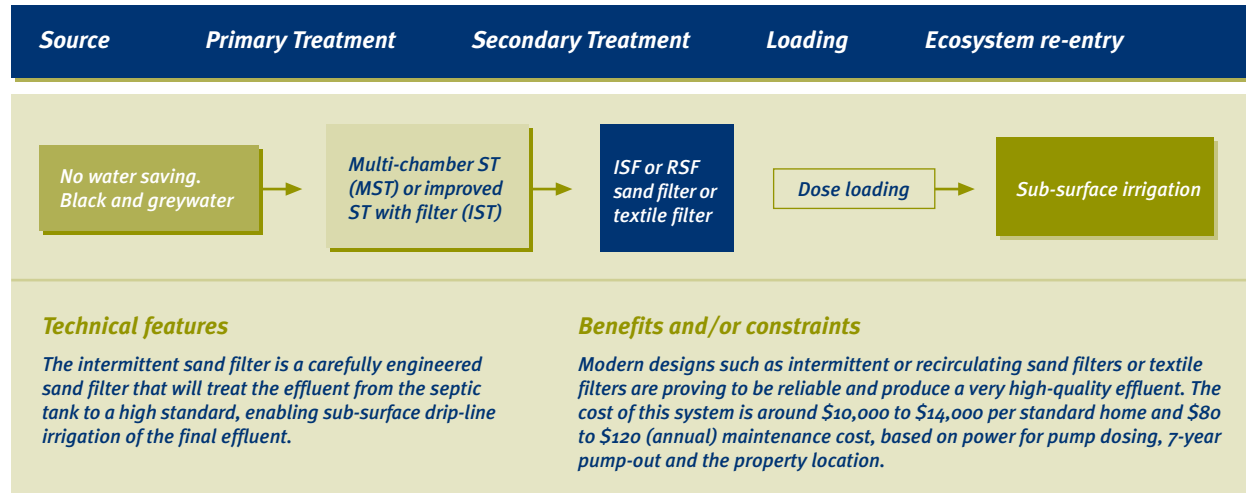 Source Primary Treatment Secondary Treatment Loading Ecosystem re-entry
No water saving.
Black and greywater
Multi-chamber ST
(MST) or improved
ST with filter (IST)
ISF or RSF
sand filter or
textile filter
Dose loading
Sub-surface irrigation
Technical features
The intermittent sand filter is a carefully engineered
sand filter that will treat the effluent from the septic
tank to a high standard, enabling sub-surface drip-line
irrigation of the final effluent.
Benefits and/or constraints
Modern designs such as intermittent or recirculating sand filters or textile
filters are proving to be reliable and produce a very high-quality effluent. The
cost of this system is around $10,000 to $14,000 per standard home and $80
to $120 (annual) maintenance cost, based on power for pump dosing, 7-year
pump-out and the property location.